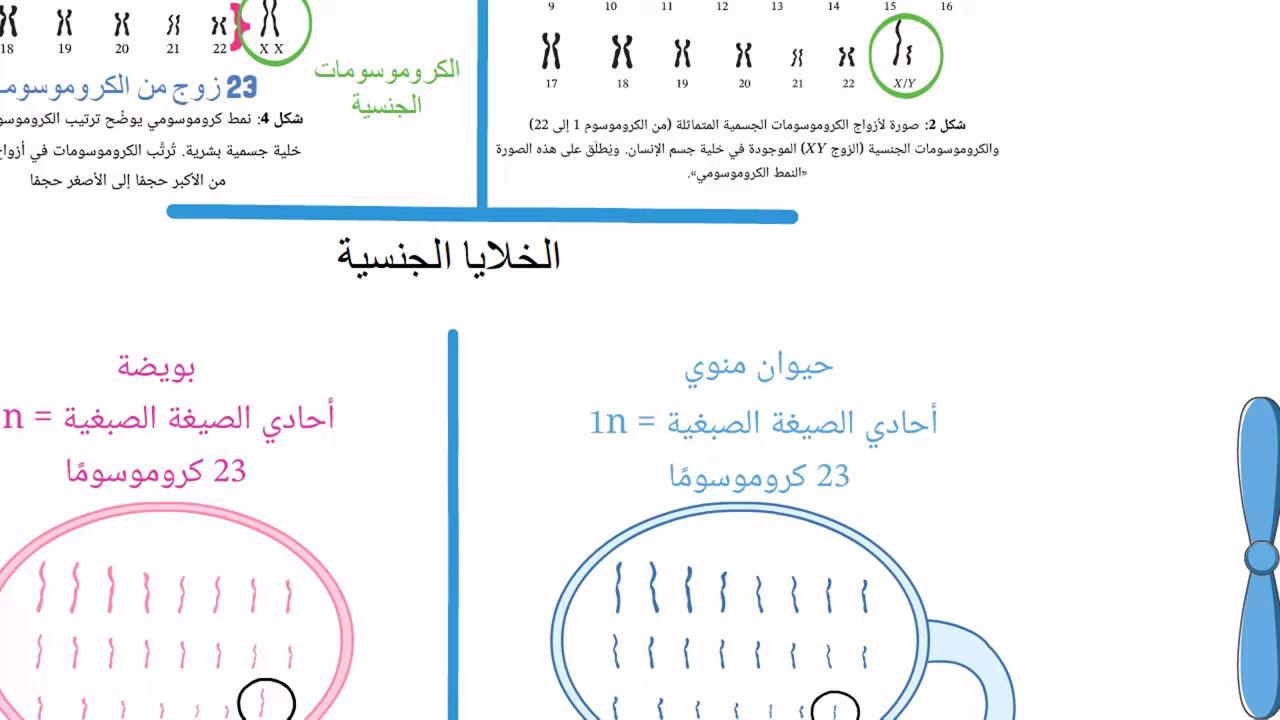 9 10 11 12 13 14 15 16
17 18 19 20 21 22 X/Y
شكل 2: صورة لأزواج الكروموسومات الجسمية المتماثلة (من الكروموسوم 1 إلى 22)
والكروموسومات الجنسية (الزوج XY) الموجودة في خلية جسم الإنسان. ويُطلَق على هذه الصورة
«النمط الكروموسومي».
18 19 20 21 22 X X
الكروموسومات
الجنسية
23 زوج من
شكل 4: نمط كروموسومي يوضِّح ترتيب
خلية جسمية بشرية. تُرتَّب الكروموسومات في
من الأكبر حجمًا إلى الأصغر حجمًا
الخلايا الجنسية
حيوان منوي
أحادي الصيغة الصبغية = 1n
23 كروموسومًا
بويضة
أحادي الصيغة الصبغية = n
23 كروموسومًا